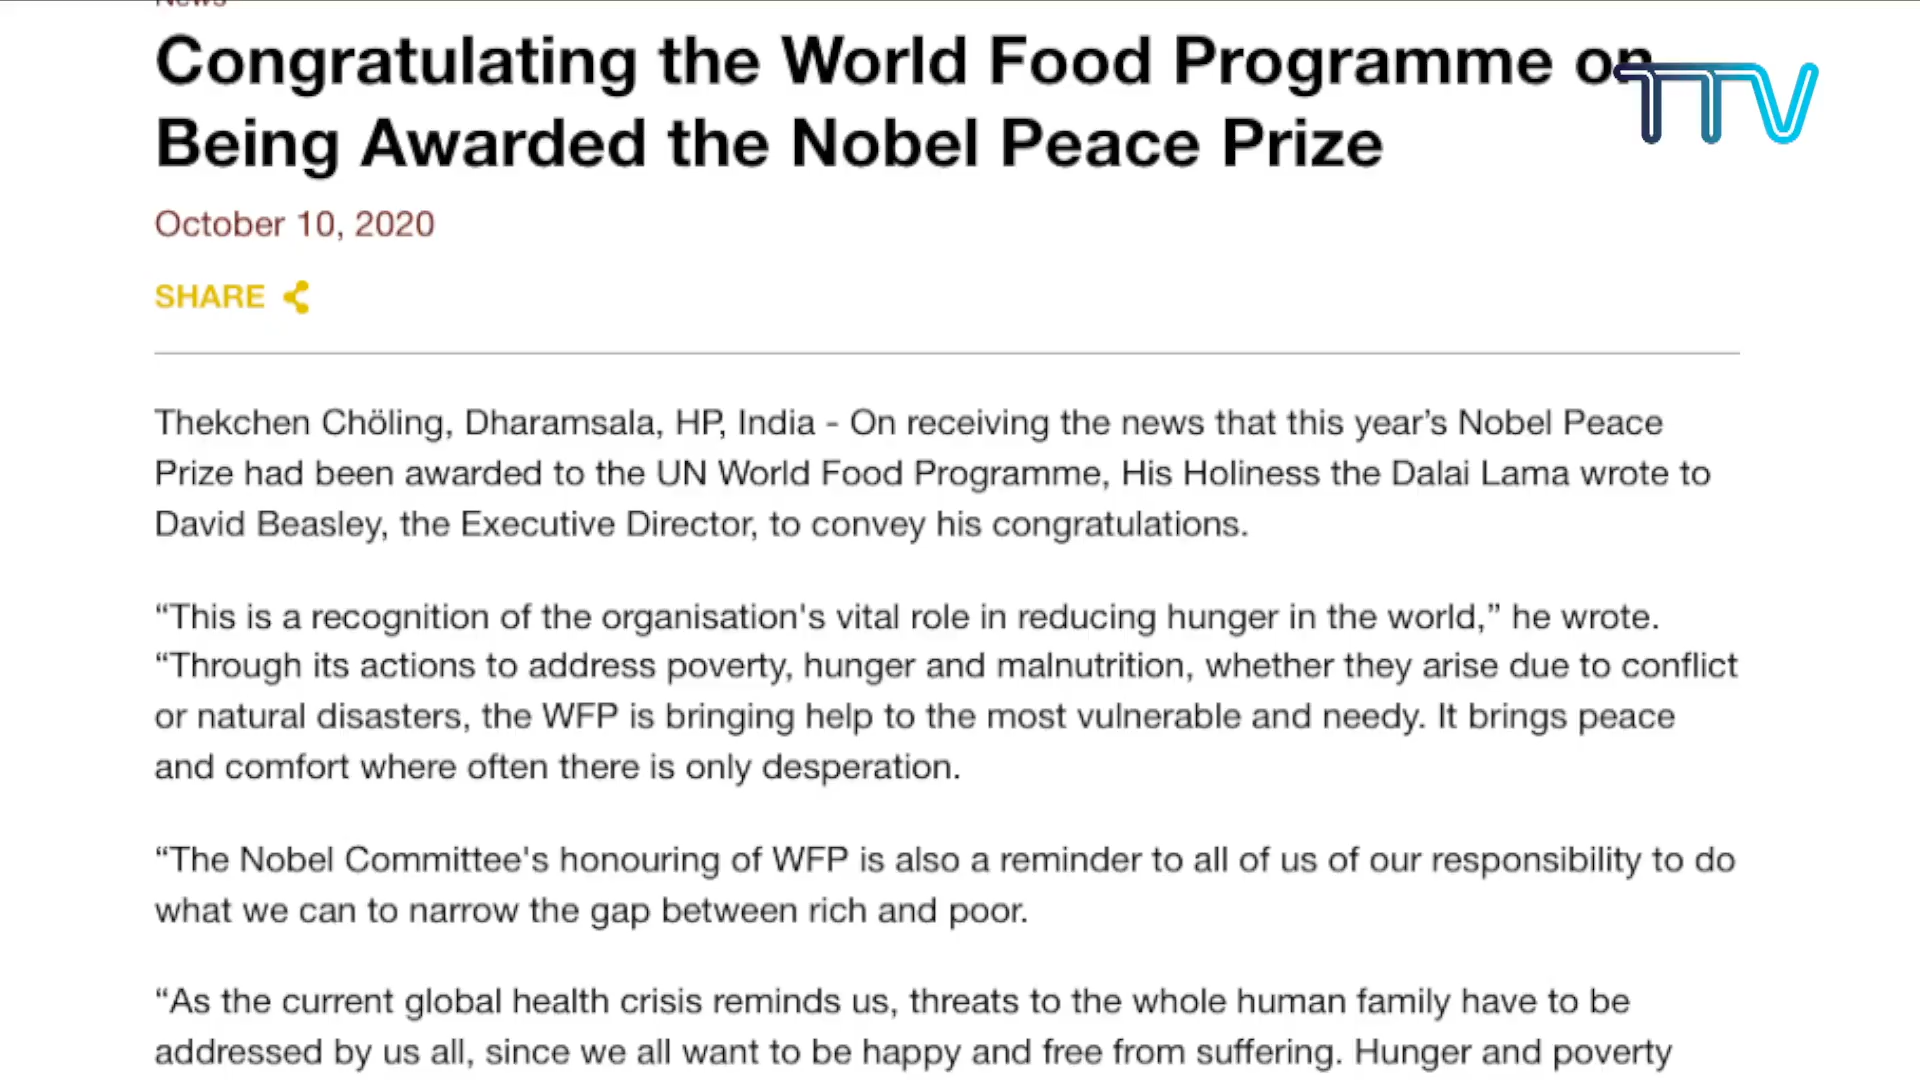 News
Congratulating the World Food Programme on
TTV
Being Awarded the Nobel Peace Prize
October 10, 2020
SHARE
Thekchen Chöling, Dharamsala, HP, India - On receiving the news that this year’s Nobel Peace
Prize had been awarded to the UN World Food Programme, His Holiness the Dalai Lama wrote to
David Beasley, the Executive Director, to convey his congratulations.
“This is a recognition of the organisation's vital role in reducing hunger in the world,” he wrote.
“Through its actions to address poverty, hunger and malnutrition, whether they arise due to conflict
or natural disasters, the WFP is bringing help to the most vulnerable and needy. It brings peace
and comfort where often there is only desperation.
“The Nobel Committee's honouring of WFP is also a reminder to all of us of our responsibility to do
what we can to narrow the gap between rich and poor.
“As the current global health crisis reminds us, threats to the whole human family have to be
addressed by us all, since we all want to be happy and free from suffering. Hunger and poverty